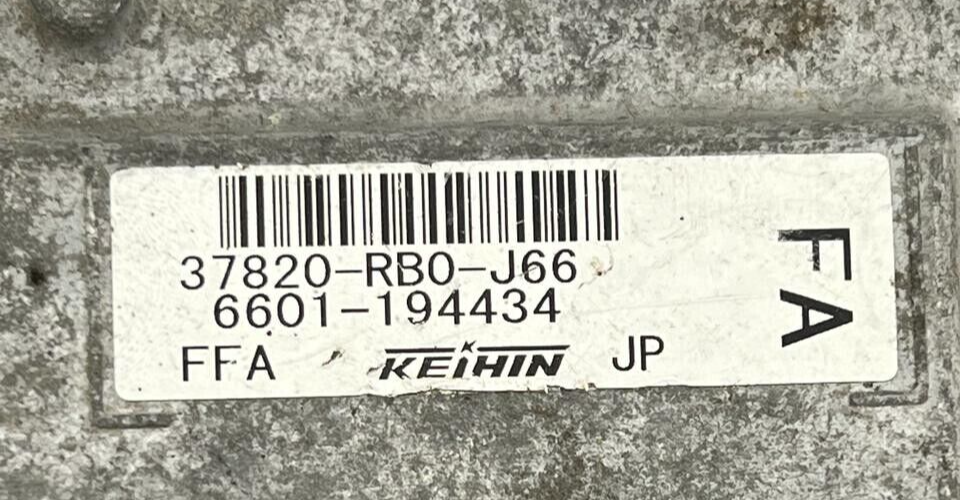 37820-RB0-J66
6601-194434
FFA KEIHIN JP
FA